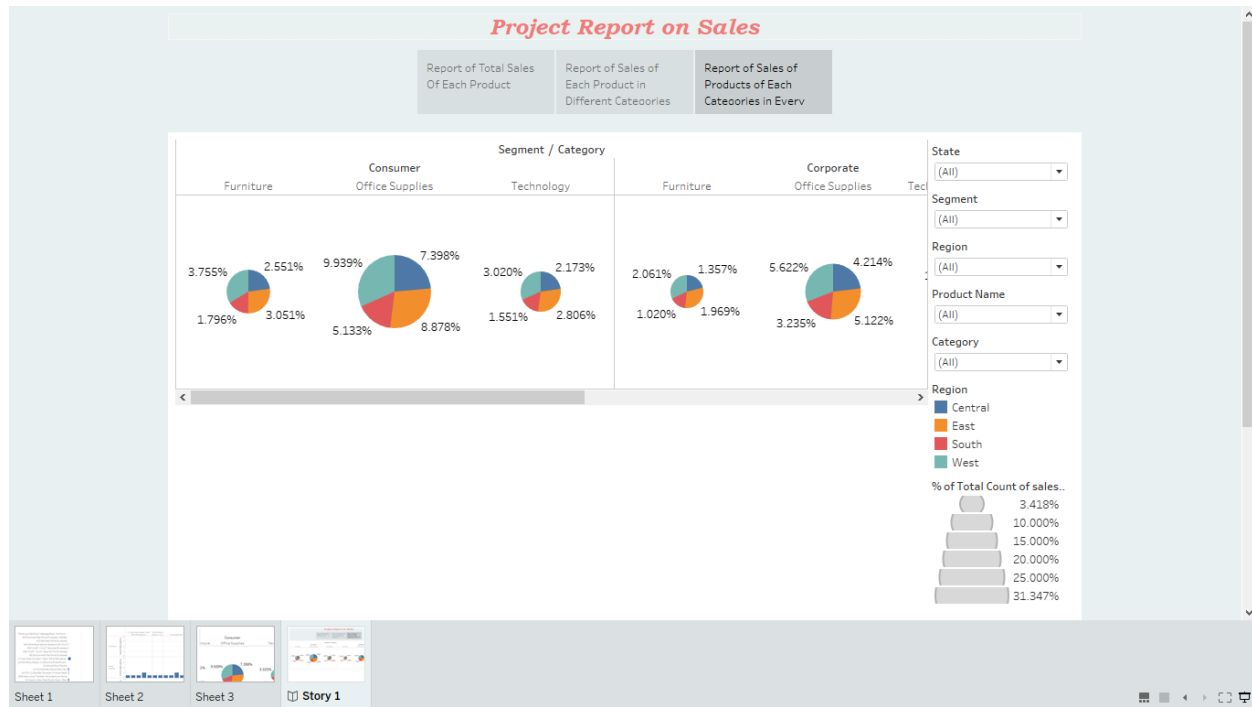 Project Report on Sales
Report of Total Sales
Of Each Product
Report of Sales of
Each Product in
Different Categories
Report of Sales of
Products of Each
Categories in Every
Segment / Category
Consumer
Corporate
Furniture
Office Supplies
Technology
Furniture
Office Supplies
3.755%
2.551%
1.796%
3.051%
9.939%
7.398%
5.133%
8.878%
3.020%
2.173%
1.551%
2.806%
2.061%
1.357%
1.020%
1.969%
5.622%
4.214%
3.235%
5.122%
State
(All)
Segment
(All)
Region
(All)
Product Name
(All)
Category
(All)
Region
Central
East
South
West
% of Total Count of sales..
3.418%
10.000%
15.000%
20.000%
25.000%
31.347%
Sheet 1
Sheet 2
Sheet 3
Story 1